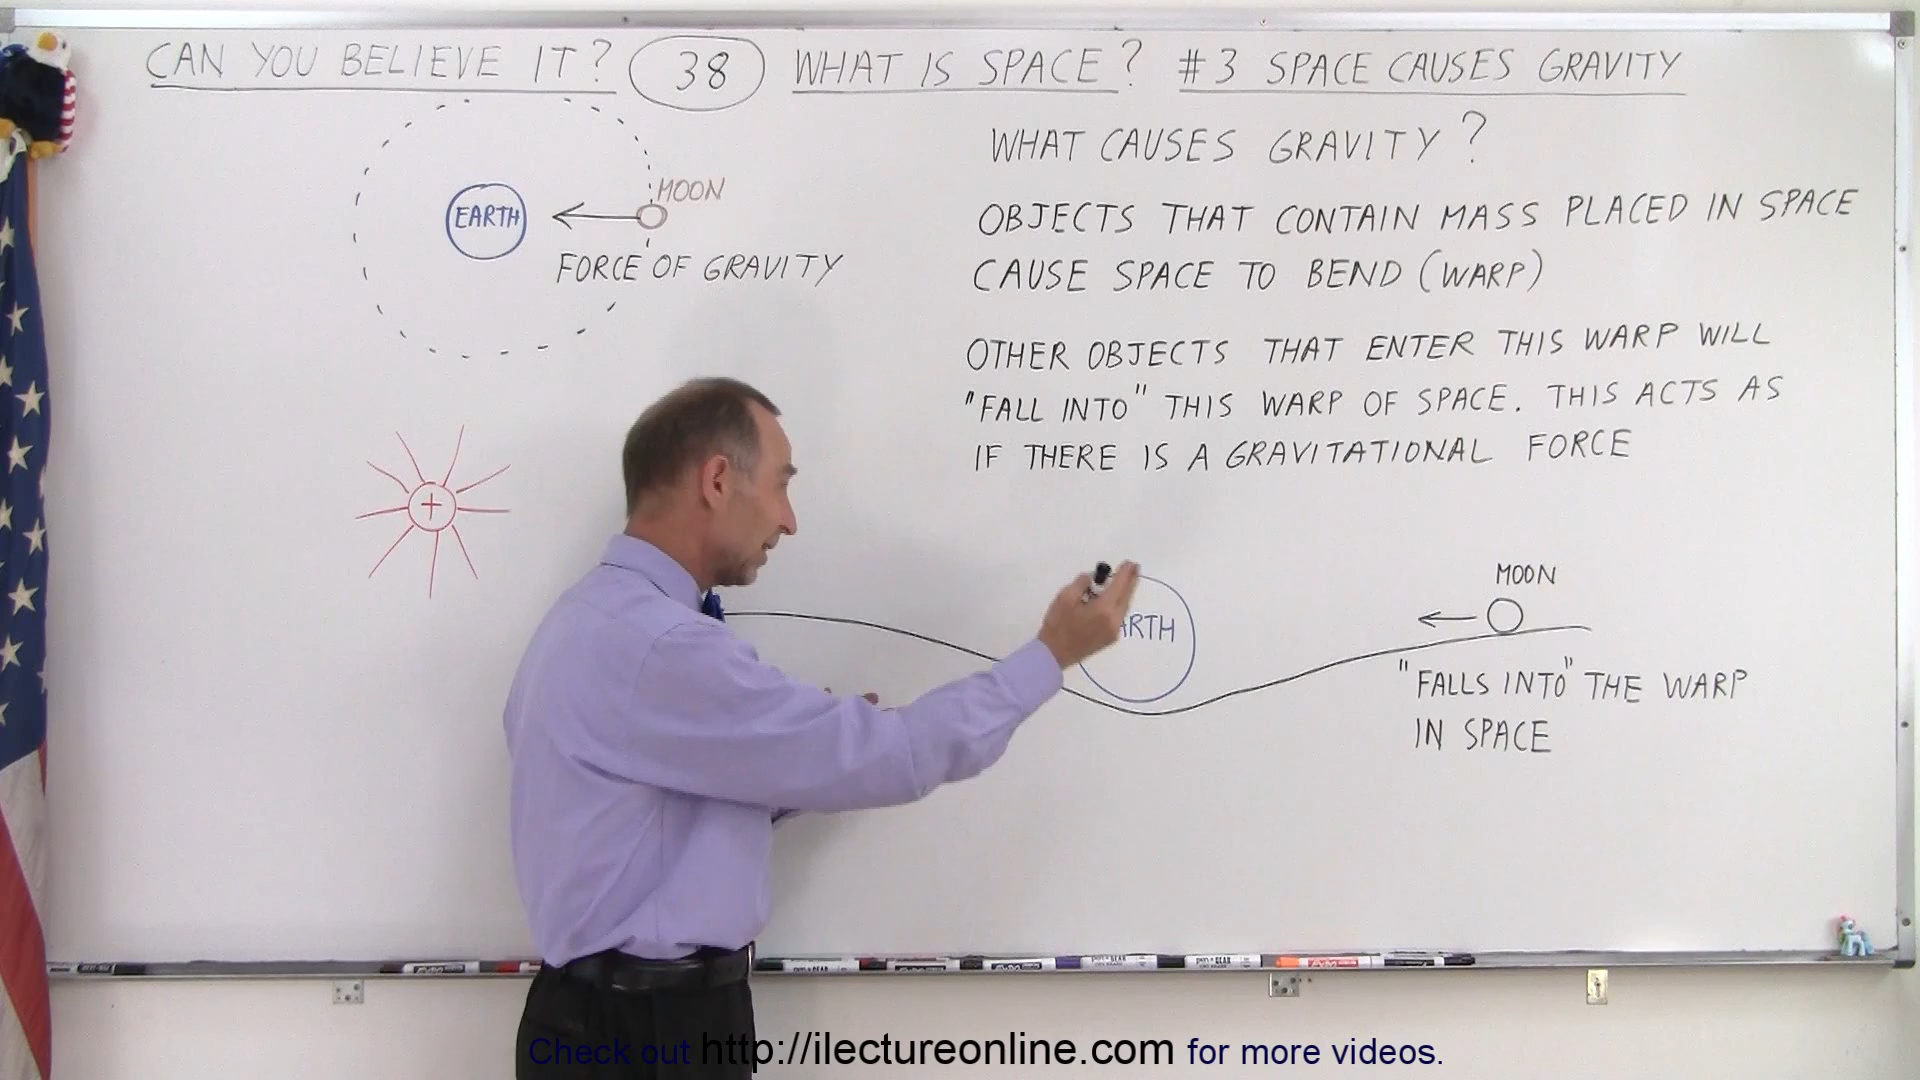 CAN YOU BELIEVE IT? 38 WHAT IS SPACE? #3 SPACE CAUSES GRAVITY
EARTH
MOON
FORCE OF GRAVITY
+
WHAT CAUSES GRAVITY?
OBJECTS THAT CONTAIN MASS PLACED IN SPACE
CAUSE SPACE TO BEND (WARP)
OTHER OBJECTS THAT ENTER THIS WARP WILL
"FALL INTO" THIS WARP OF SPACE. THIS ACTS AS
IF THERE IS A GRAVITATIONAL FORCE
ARTH
MOON
"FALLS INTO" THE WARP
IN SPACE
Check out http://ilectureonline.com for more videos.